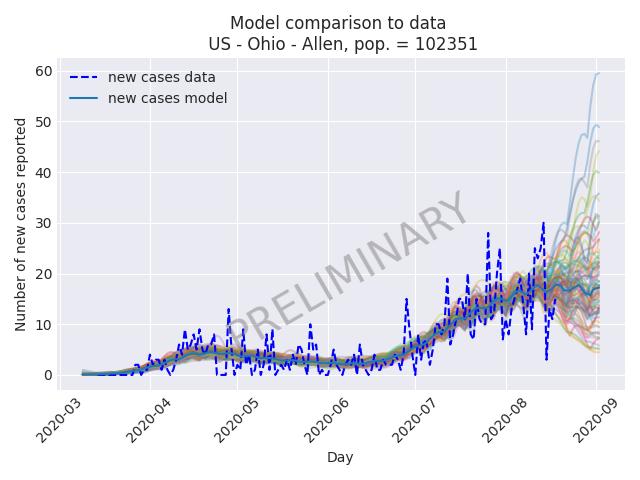 Model comparison to data
US - Ohio - Allen, pop. = 102351
new cases data
new cases model
PRELIMINARY
Number of new cases reported
60
50
40
30
20
10
0
2020-03
2020-04
2020-05
2020-06
2020-07
2020-08
2020-09
Day